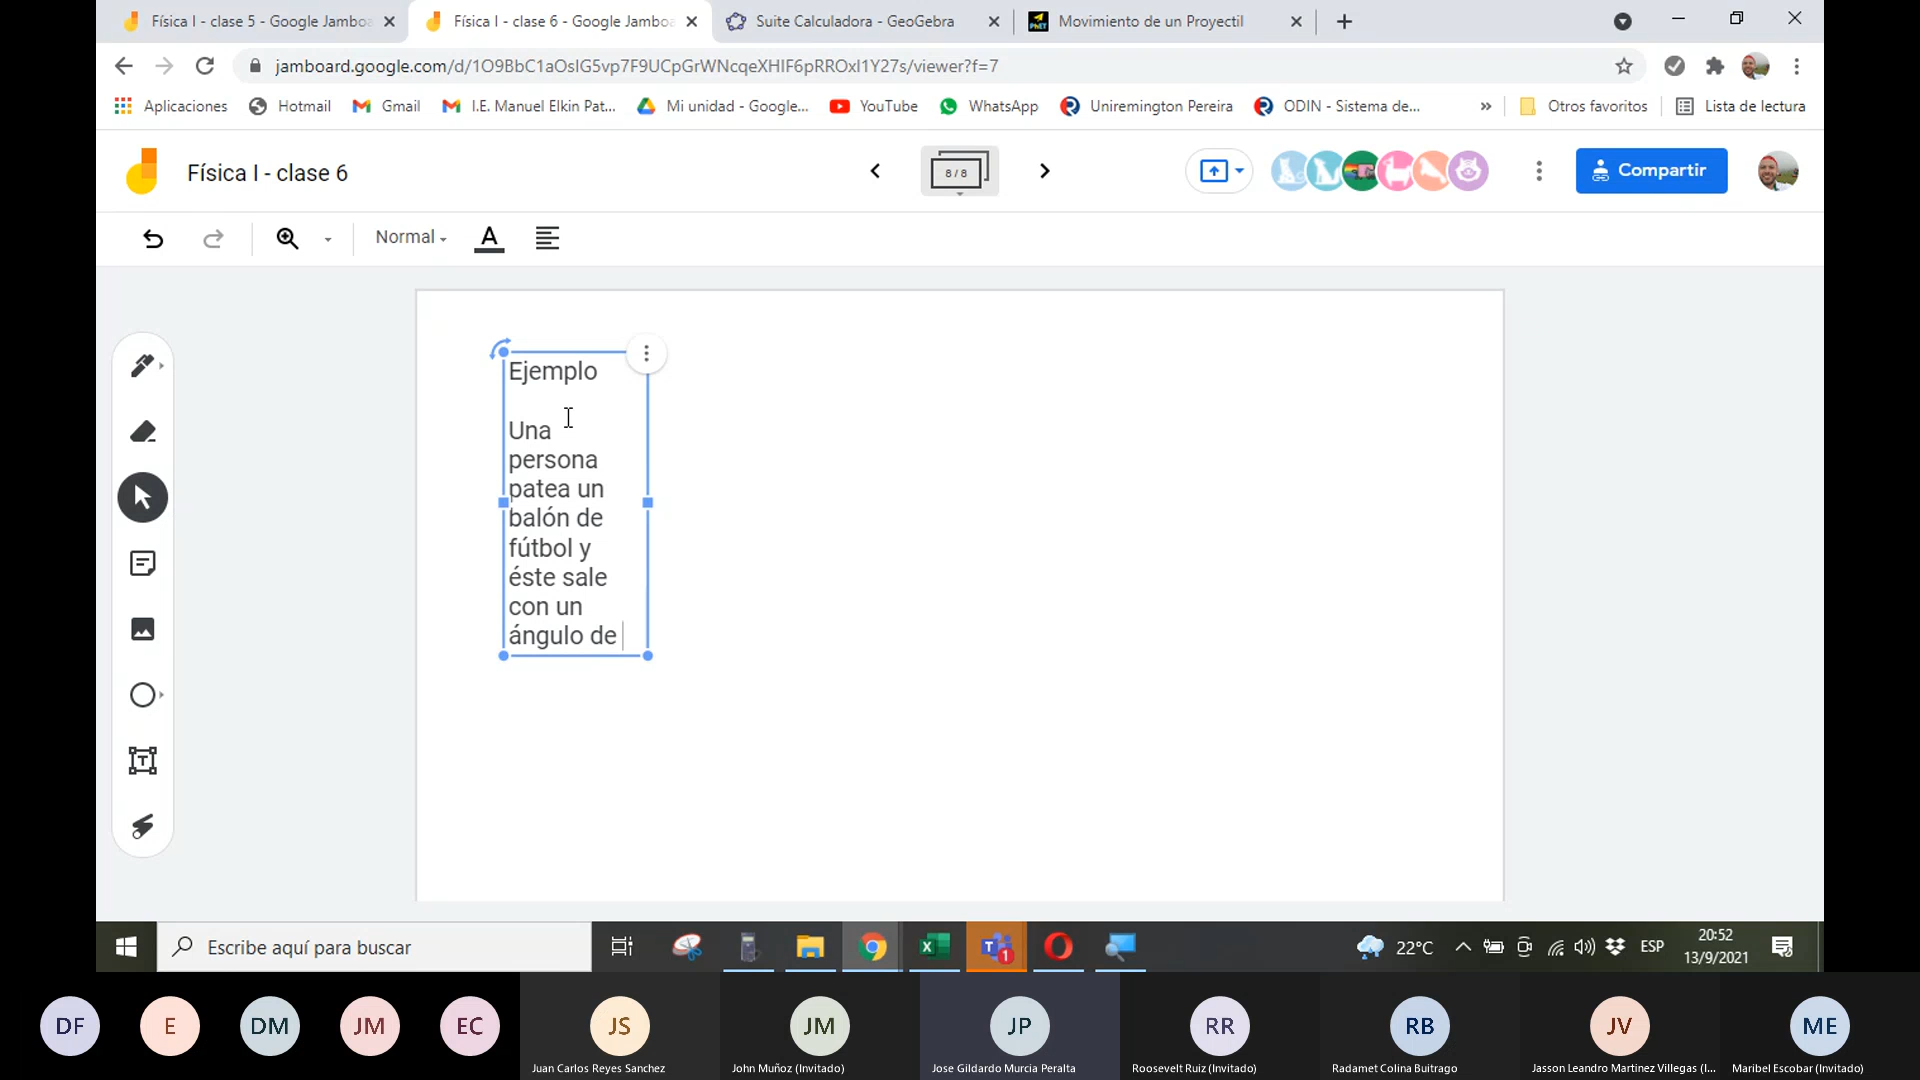 Física I - clase 5 - Google Jamboa
Física I - clase 6 - Google Jamboa
Suite Calculadora - GeoGebra
Movimiento de un Proyectil
jamboard.google.com/d/1O9BbC1aOsIG5vp7F9UCpGrWNcqeXHIF6pRROxI1Y27s/viewer?f=7
Aplicaciones
Hotmail
Gmail
I.E. Manuel Elkin Pat...
Mi unidad - Google...
YouTube
WhatsApp
Uniremington Pereira
ODIN - Sistema de...
»
Otros favoritos
Lista de lectura
Física I - clase 6
8 / 8
Compartir
Normal
A
Ejemplo
Una
persona
patea un
balón de
fútbol y
éste sale
con un
ángulo de
Escribe aquí para buscar
1
22°C
ESP
20:52
13/9/2021
DF
E
DM
JM
EC
JS
JM
JP
RR
RB
JV
ME
Juan Carlos Reyes Sanchez
John Muñoz (Invitado)
Jose Gildardo Murcia Peralta
Roosevelt Ruiz (Invitado)
Radamet Colina Buitrago
Jasson Leandro Martinez Villegas (I...
Maribel Escobar (Invitado)